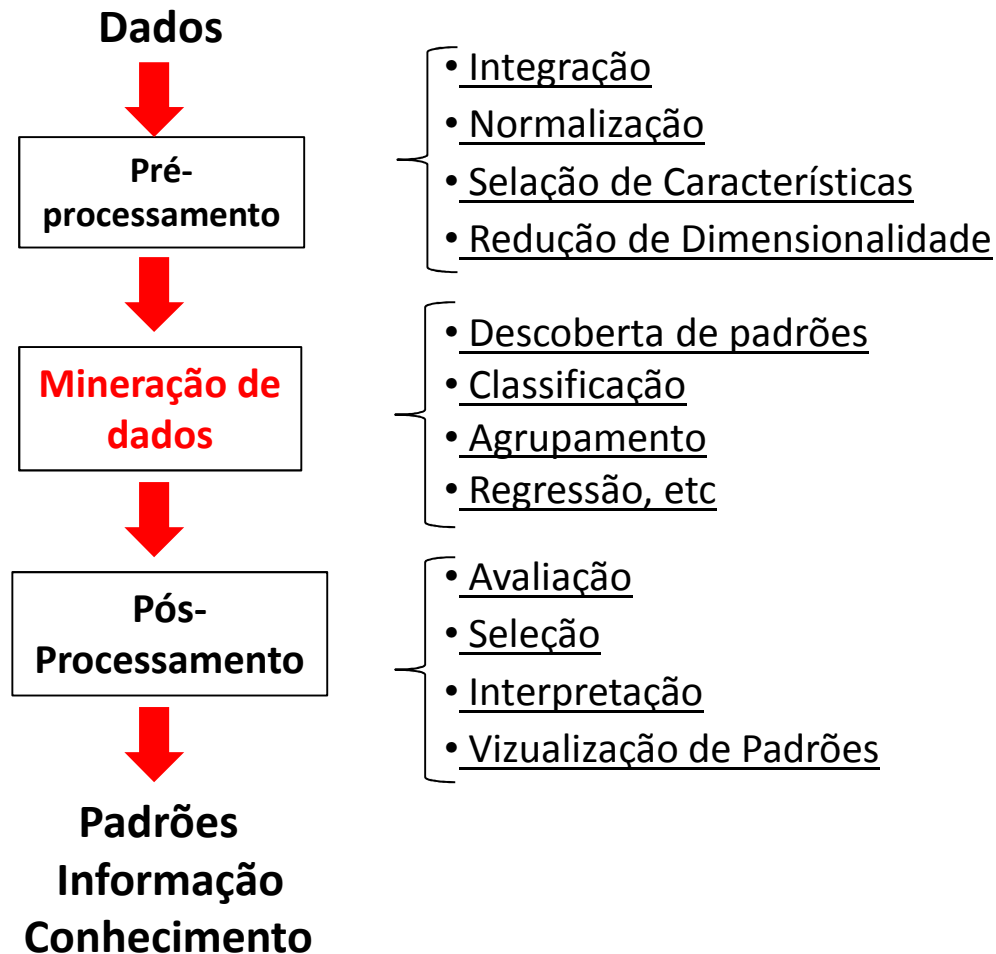 Dados
Pré-
processamento
• Integração
• Normalização
• Selação de Características
• Redução de Dimensionalidade
Mineração de
dados
• Descoberta de padrões
• Classificação
• Agrupamento
• Regressão, etc
Pós-
Processamento
• Avaliação
• Seleção
• Interpretação
• Vizualização de Padrões
Padrões
Informação
Conhecimento